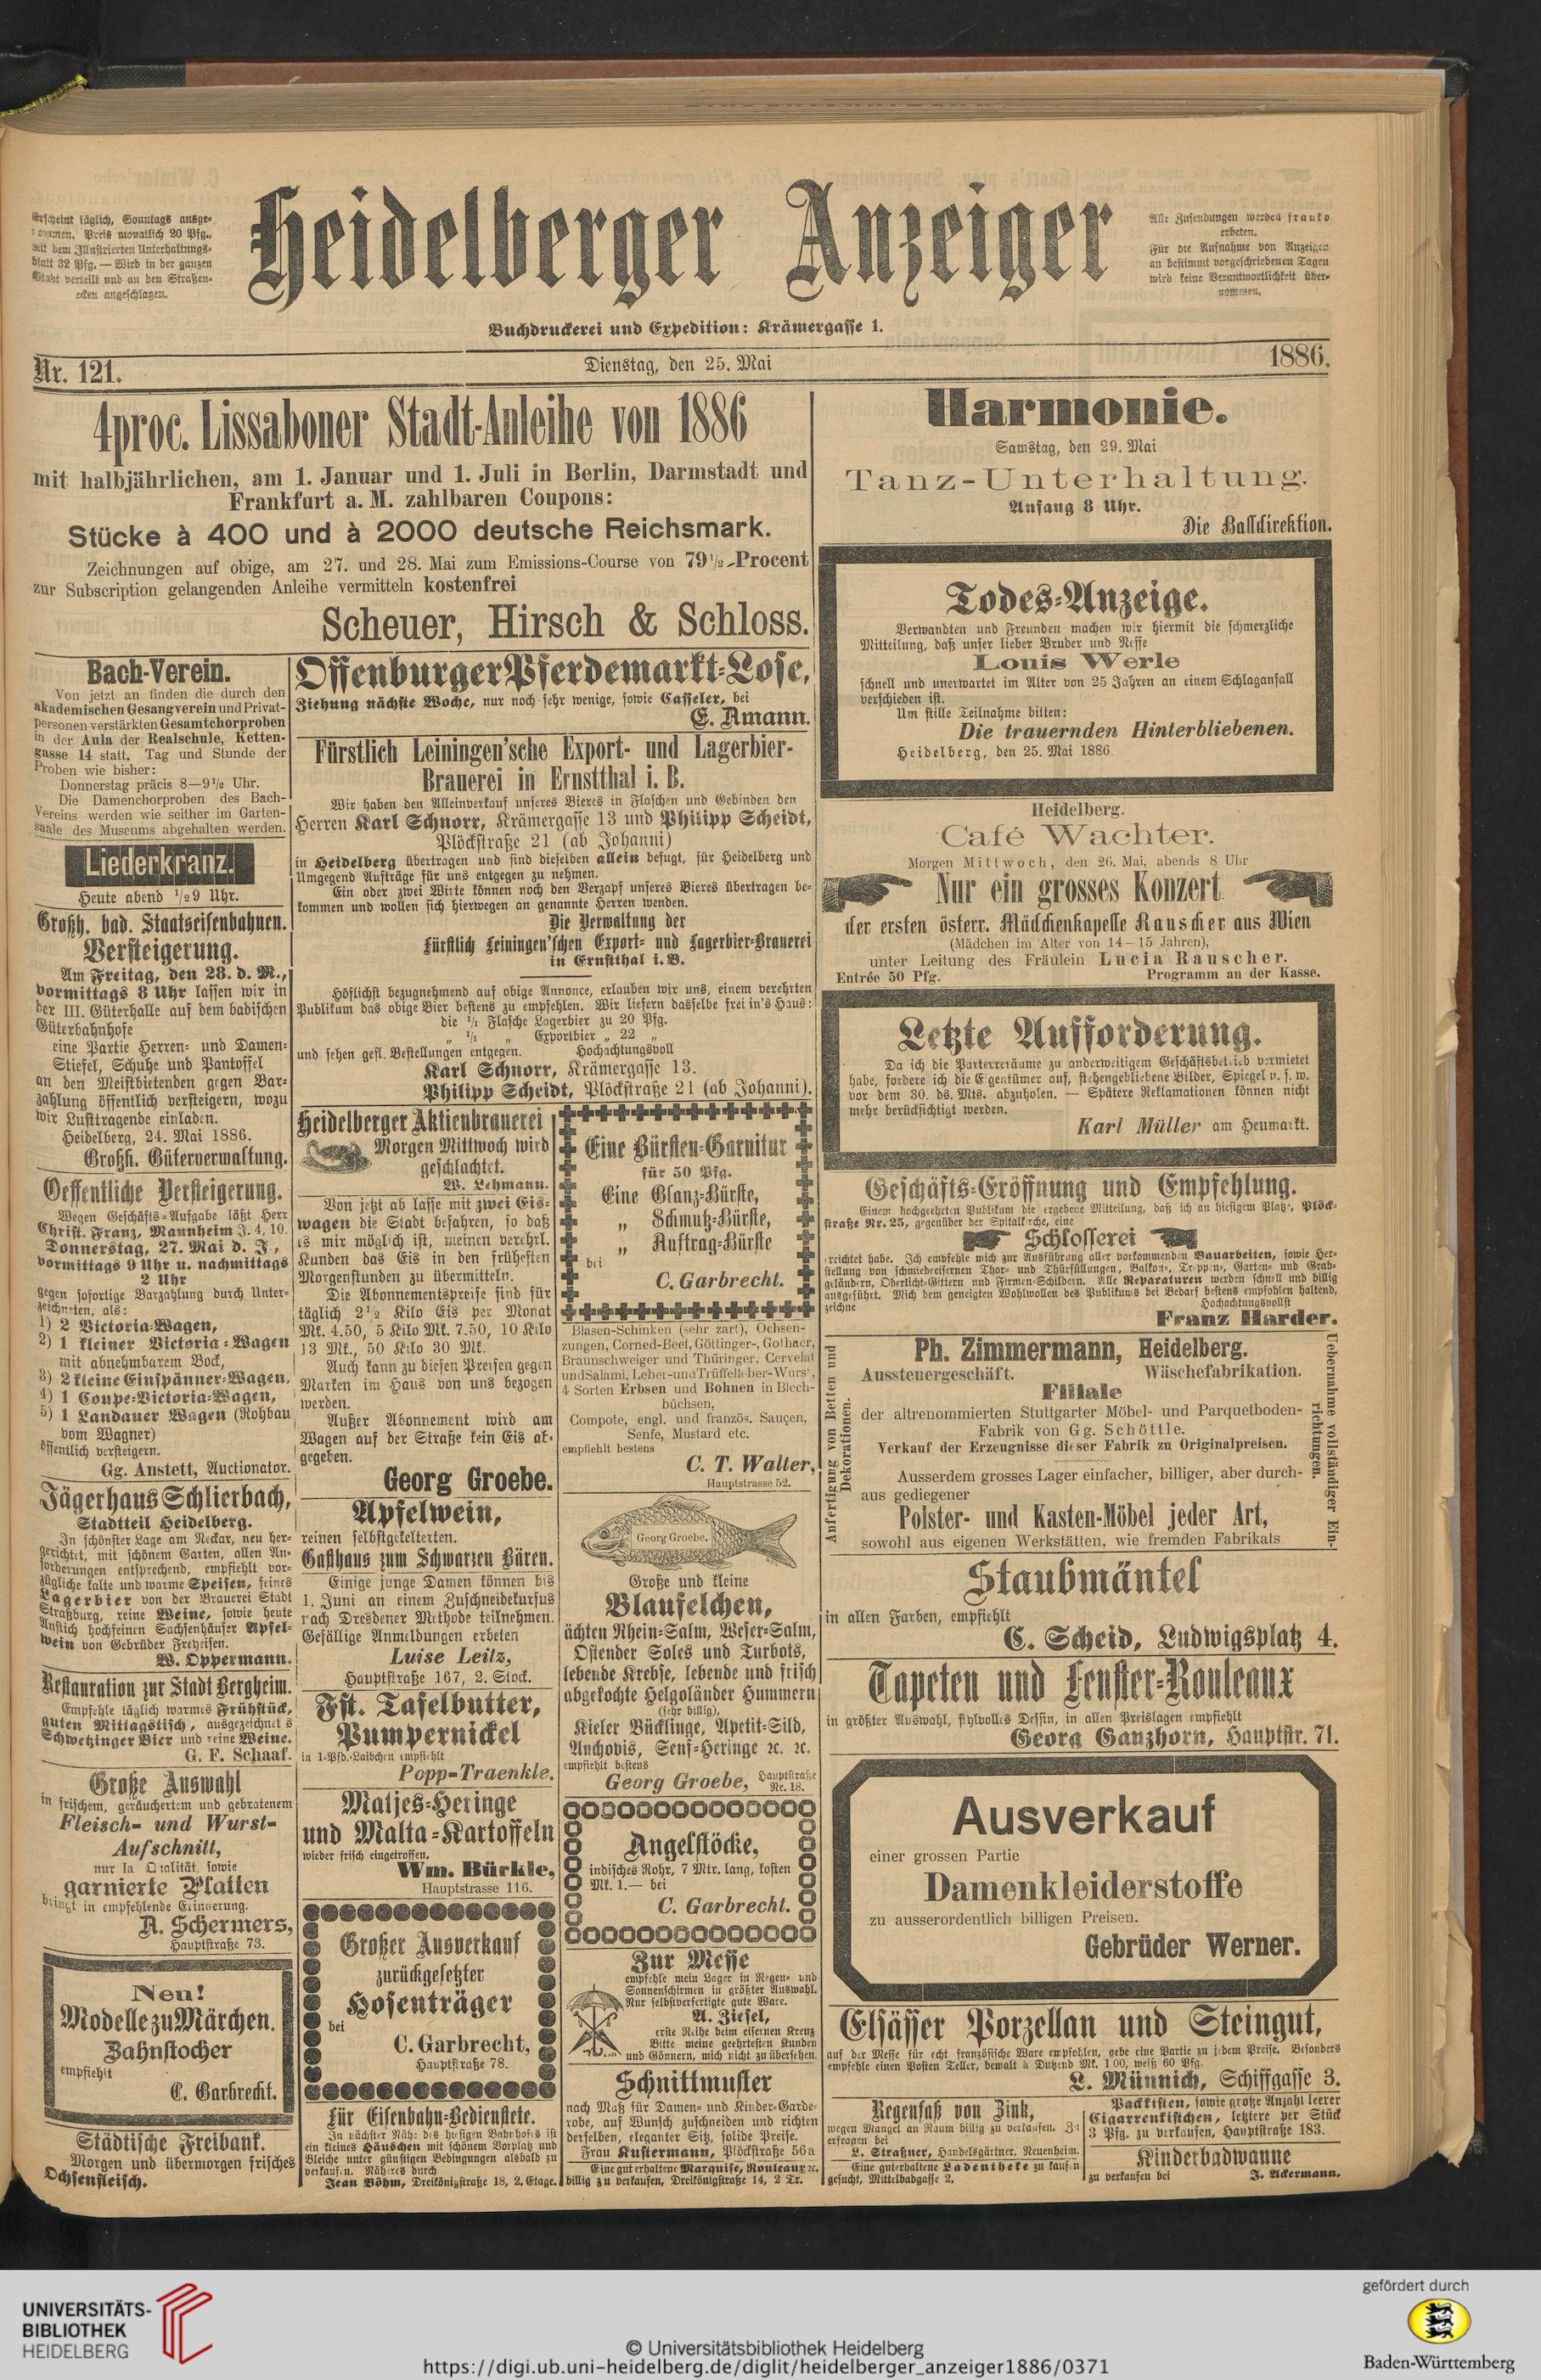 Erscheint täglich, Sonntags ausge-
nommen. Preis monatlich 20 Pfg.,
mit dem Illustrierten Unterhaltungs-
blatt 32 Pfg. — Wird in der ganzen
Stadt verteilt und an den Straßen-
ecken angeschlagen.
Heidelberger Anzeiger
Alle Zusendungen werden franko
erbeten.
Für die Aufnahme von Anzeigen
an bestimmt vorgeschriebenen Tagen
wird keine Verantwortlichkeit über-
nommen.
Buchdruckerei und Expedition: Krämergasse 1.
Nr. 121.
Dienstag, den 25. Mai
1886.
4proc. Lissaboner Stadt-Anleihe von 1886
mit halbjährlichen, am 1. Januar und 1. Juli in Berlin, Darmstadt und
Frankfurt a. M. zahlbaren Coupons:
Stücke à 400 und à 2000 deutsche Reichsmark.
Zeichnungen auf obige, am 27. und 28. Mai zum Emissions-Course von 79½-Procent
zur Subscription gelangenden Anleihe vermitteln kostenfrei
Scheuer, Hirsch & Schloss.
Bach-Verein.
Von jetzt an finden die durch den
akademischen Gesangverein und Privat-
personen verstärkten Gesamtchorproben
in der Aula der Realschule, Ketten-
gasse 14 statt. Tag und Stunde der
Proben wie bisher:
Donnerstag präcis 8—9½ Uhr.
Die Damenchorproben des Bach-
Vereins werden wie seither im Garten-
saale des Museums abgehalten werden.
Liederkranz.
Heute abend ½9 Uhr.
Großh. bad. Staatseisenbahnen.
Versteigerung.
Am Freitag, den 28. d. M.,
vormittags 8 Uhr lassen wir in
der III. Güterhalle auf dem badischen
Güterbahnhofe
eine Partie Herren- und Damen-
Stiefel, Schuhe und Pantoffel
an den Meistbietenden gegen Bar-
zahlung öffentlich versteigern, wozu
wir Lusttragende einladen.
Heidelberg, 24. Mai 1886.
Großh. Güterverwaltung.
Oeffentliche Versteigerung.
Wegen Geschäfts-Aufgabe läßt Herr
Christ. Franz, Mannheim J. 4, 10.
Donnerstag, 27. Mai d. J.,
vormittags 9 Uhr u. nachmittags
2 Uhr
gegen sofortige Barzahlung durch Unter-
zeichneten, als:
1) 2 Victoria-Wagen,
2) 1 kleiner Victoria-Wagen
mit abnehmbarem Bock,
3) 2 kleine Einspänner-Wagen,
4) 1 Coupe-Victoria-Wagen,
5) 1 Landauer Wagen (Rohbau
vom Wagner)
öffentlich versteigern.
Gg. Anstett, Auctionator.
Jägerhaus Schlierbach,
Stadtteil Heidelberg.
In schönster Lage am Neckar, neu her-
gerichtet, mit schönem Garten, allen An-
forderungen entsprechend, empfiehlt vor-
zügliche kalte und warme Speisen, feines
Lagerbier von der Brauerei Stadt
Straßburg, reine Weine, sowie heute
Anstich hochfeinen Sachsenhäuser Apfel-
wein von Gebrüder Freyeisen.
W. Oppermann.
Restauration zur Stadt Bergheim.
Empfehle täglich warmes Frühstück,
guten Mittagstisch, ausgezeichnetes
Schwetzinger Bier und reine Weine.
G. F. Schaaf.
Große Auswahl
in frischem, geräuchertem und gebratenem
Fleisch- und Wurst-
Aufschnitt,
nur Ia Qualität, sowie
garnierte Platten
bringt in empfehlende Erinnerung.
A. Schermers,
Hauptstraße 73.
Neu!
Modelle zu Märchen.
Zahnstocher
empfiehlt
C. Garbrecht.
Städtische Freibank.
Morgen und übermorgen frisches
Ochsenfleisch.
Offenburger Pferdemarkt-Lose,
Ziehung nächste Woche, nur noch sehr wenige, sowie Casseler, bei
E. Amann.
Fürstlich Leiningen'sche Export- und Lagerbier-
Brauerei in Ernstthal i. B.
Wir haben den Alleinverkauf unseres Bieres in Flaschen und Gebinden den
Herren Karl Schnorr, Krämergasse 13 und Philipp Scheidt,
Plöckstraße 21 (ab Johanni)
in Heidelberg übertragen und sind dieselben allein befugt, für Heidelberg und
Umgegend Aufträge für uns entgegen zu nehmen.
Ein oder zwei Wirte können noch den Verzapf unseres Bieres übertragen be-
kommen und wollen sich hierwegen an genannte Herren wenden.
Die Verwaltung der
Fürstlich Leiningen'schen Export- und Lagerbier-Brauerei
in Ernstthal i. B.
Höflichst bezugnehmend auf obige Annonce, erlauben wir uns, einem verehrten
Publikum das obige Bier bestens zu empfehlen. Wir liefern dasselbe frei in's Haus:
die 1/1 Flasche Lagerbier zu 20 Pfg.
„ 1/1 „ Exportbier „ 22 „
und sehen gefl. Bestellungen entgegen. Hochachtungsvoll
Karl Schnorr, Krämergasse 13.
Philipp Scheidt, Plöckstraße 21 (ab Johanni).
Heidelberger Aktienbrauerei
Morgen Mittwoch wird
geschlachtet.
W. Lehmann.
Von jetzt ab lasse mit zwei Eis-
wagen die Stadt befahren, so daß
es mir möglich ist, meinen verehrl.
Kunden das Eis in den frühesten
Morgenstunden zu übermitteln.
Die Abonnementspreise sind für
täglich 2½ Kilo Eis per Monat
Mk. 4.50, 5 Kilo Mk. 7.50, 10 Kilo
13 Mk., 50 Kilo 30 Mk.
Auch kann zu diesen Preisen gegen
Marken im Haus von uns bezogen
werden.
Außer Abonnement wird am
Wagen auf der Straße kein Eis ab-
gegeben.
Georg Groebe.
Apfelwein,
reinen selbstgekelterten.
Gasthaus zum Schwarzen Bären.
Einige junge Damen können bis
1. Juni an einem Zuschneidekursus
nach Dresdener Methode teilnehmen.
Gefällige Anmeldungen erbeten
Luise Leitz,
Hauptstraße 167, 2. Stock.
Fst. Tafelbutter,
Pumpernickel
in 1-Pfd.-Laibchen empfiehlt
Popp-Traenkle.
Matjes-Heringe
und Malta-Kartoffeln
wieder frisch eingetroffen.
Wm. Bürkle,
Hauptstrasse 116.
Großer Ausverkauf
zurückgesetzter
Hosenträger
bei
C. Garbrecht,
Hauptstraße 78.
Für Eisenbahn-Bedienstete.
In nächster Nähe des hiesigen Bahnhofes ist
ein kleines Häuschen mit schönem Vorplatz und
Bleiche unter günstigen Bedingungen alsbald zu
verkaufen. Näheres durch
Jean Böhm, Dreikönigstraße 18, 2. Etage.
Eine Bürsten-Garnitur
für 50 Pfg.
Eine Glanz-Bürste,
„ Schmutz-Bürste,
„ Auftrag-Bürste
bei
C. Garbrecht.
Blasen-Schinken (sehr zart), Ochsen-
zungen, Corned-Beef, Göttinger-, Gothaer,
Braunschweiger und Thüringer, Cervelat
und Salami, Leber- und Trüffelleber-Wurst,
4 Sorten Erbsen und Bohnen in Blech-
büchsen,
Compote, engl. und französ. Sauçen,
Senfe, Mustard etc.
empfiehlt bestens
C. T. Walter,
Hauptstrasse 52.
Georg Groebe.
Große und kleine
Blaufelchen,
ächten Rhein-Salm, Weser-Salm,
Ostender Soles und Turbots,
lebende Krebse, lebende und frisch
abgekochte Helgoländer Hummern
(sehr billig),
Kieler Bücklinge, Apetit-Sild,
Anchovis, Senf-Heringe ꝛc. ꝛc.
empfiehlt bestens
Georg Groebe, Hauptstraße Nr. 18.
Angelstöcke,
indisches Rohr, 7 Mtr. lang, kosten
Mk. 1.— bei
C. Garbrecht.
Zur Messe
empfehle mein Lager in Regen- und
Sonnenschirmen in größter Auswahl.
Nur selbstverfertigte gute Ware.
A. Ziesel,
erste Reihe beim eisernen Kreuz
Bitte meine geehrtesten Kunden
und Gönnern, mich nicht zu übersehen.
Schnittmuster
nach Maß für Damen- und Kinder-Garde-
robe, auf Wunsch zuschneiden und richten
derselben, eleganter Sitz, solide Preise.
Frau Kustermann, Plöckstraße 56a
Eine gut erhaltene Marquise, Rouleaux ꝛc.
billig zu verkaufen, Dreikönigstraße 14, 2 Tr.
Harmonie.
Samstag, den 29. Mai
Tanz-Unterhaltung.
Anfang 8 Uhr.
Die Balldirektion.
Todes-Anzeige.
Verwandten und Freunden machen wir hiermit die schmerzliche
Mitteilung, daß unser lieber Bruder und Neffe
Louis Werle
schnell und unerwartet im Alter von 25 Jahren an einem Schlaganfall
verschieden ist.
Um stille Teilnahme bitten:
Die trauernden Hinterbliebenen.
Heidelberg, den 25. Mai 1886
Heidelberg.
Café Wachter.
Morgen Mittwoch, den 26. Mai, abends 8 Uhr
Nur ein grosses Konzert
der ersten österr. Mädchenkapelle Rauscher aus Wien
(Mädchen im Alter von 14—15 Jahren),
unter Leitung des Fräulein Lucia Rauscher.
Entrée 50 Pfg. Programm an der Kasse.
Letzte Aufforderung.
Da ich die Parterreräume zu anderweitigem Geschäftsbetrieb vermietet
habe, fordere ich die Eigentümer auf, stehengebliebene Bilder, Spiegel u. s. w.
vor dem 30. ds. Mts. abzuholen. — Spätere Reklamationen können nicht
mehr berücksichtigt werden.
Karl Müller am Heumarkt.
Geschäfts-Eröffnung und Empfehlung.
Einem hochgeehrten Publikum die ergebene Mitteilung, daß ich an hiesigem Platz, Plöck-
straße Nr. 25, gegenüber der Spitalkirche, eine
Schlosserei
errichtet habe. Ich empfehle mich zur Ausführung aller vorkommenden Bauarbeiten, sowie Her-
stellung von schmiedeeisernen Thor- und Thürfüllungen, Balkon-, Treppen-, Garten- und Grab-
geländern, Oberlicht-Gittern und Firmen-Schildern. Alle Reparaturen werden schnell und billig
ausgeführt. Mich dem geneigten Wohlwollen des Publikums bei Bedarf bestens empfohlen haltend,
zeichne Hochachtungsvollst
Franz Harder.
Anfertigung von Betten und
Dekorationen.
Ph. Zimmermann, Heidelberg.
Aussteuergeschäft. Wäschefabrikation.
Filiale
der altrenommierten Stuttgarter Möbel- und Parquetboden-
Fabrik von Gg. Schöttle.
Verkauf der Erzeugnisse dieser Fabrik zu Originalpreisen.
Ausserdem grosses Lager einfacher, billiger, aber durch-
aus gediegener
Polster- und Kasten-Möbel jeder Art,
sowohl aus eigenen Werkstätten, wie fremden Fabrikats
Uebernahme vollständiger Ein-
richtungen.
Staubmäntel
in allen Farben, empfiehlt
C. Scheid, Ludwigsplatz 4.
Tapeten und Fenster-Rouleaux
in größter Auswahl, stylvolles Dessin, in allen Preislagen empfiehlt
Georg Ganzhorn, Hauptstr. 71.
Ausverkauf
einer grossen Partie
Damenkleiderstoffe
zu ausserordentlich billigen Preisen.
Gebrüder Werner.
Elsässer Porzellan und Steingut,
auf der Messe für echt französische Ware empfohlen, gebe eine Partie zu jedem Preise. Besonders
empfehle einen Posten Teller, bemalt à Dutzend Mk. 1.00, weiß 60 Pfg.
L. Münnich, Schiffgasse 3.
Regenfaß von Zink,
wegen Mangel an Raum billig zu verkaufen. Zu
erfragen bei
L. Straßner, Handelsgärtner, Neuenheim.
Eine guterhaltene Ladentheke zu kaufen
gesucht, Mittelbadgasse 2.
Packkisten, sowie große Anzahl leerer
Cigarrenkistchen, letztere per Stück
3 Pfg. zu verkaufen, Hauptstraße 183.
Kinderbadwanne
zu verkaufen bei J. Ackermann.
UNIVERSITÄTS-
BIBLIOTHEK
HEIDELBERG
© Universitätsbibliothek Heidelberg
https://digi.ub.uni-heidelberg.de/diglit/heidelberger_anzeiger1886/0371
gefördert durch
Baden-Württemberg